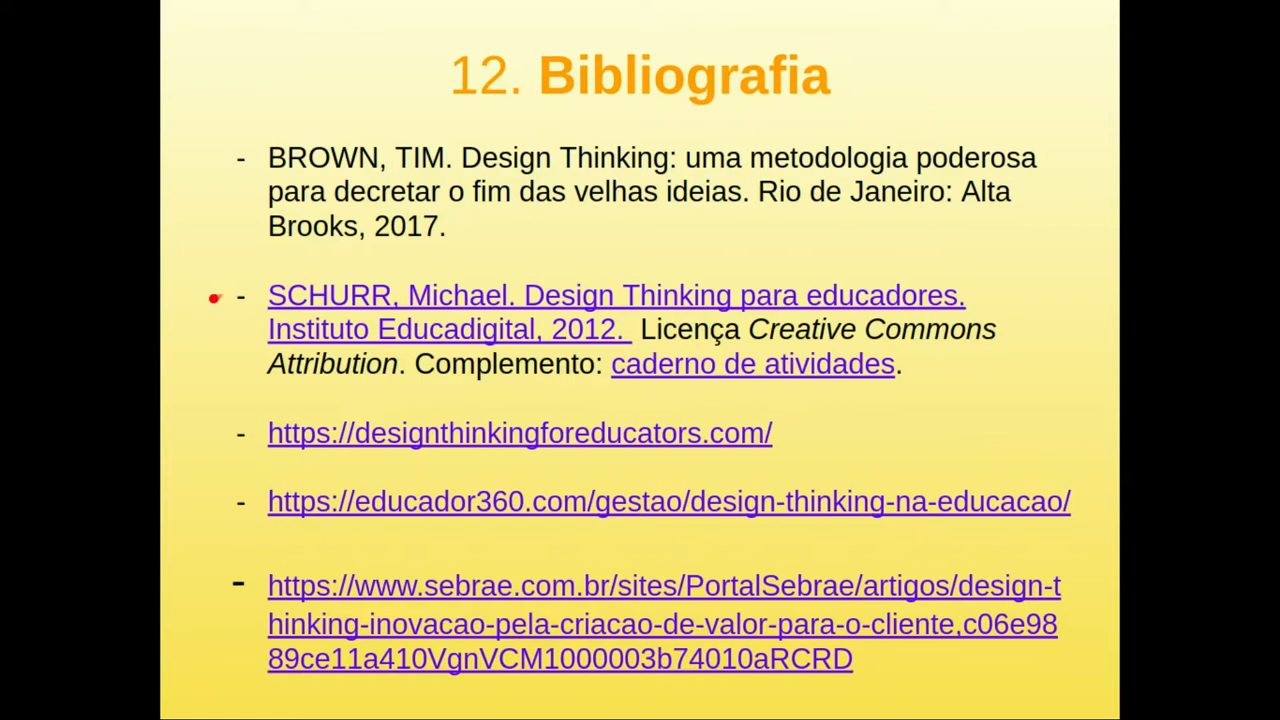 12. Bibliografia
- BROWN, TIM. Design Thinking: uma metodologia poderosa
para decretar o fim das velhas ideias. Rio de Janeiro: Alta
Brooks, 2017.
- SCHURR, Michael. Design Thinking para educadores.
Instituto Educadigital, 2012. Licença Creative Commons
Attribution. Complemento: caderno de atividades.
- https://designthinkingforeducators.com/
- https://educador360.com/gestao/design-thinking-na-educacao/
- https://www.sebrae.com.br/sites/PortalSebrae/artigos/design-t
hinking-inovacao-pela-criacao-de-valor-para-o-cliente,c06e98
89ce11a410VgnVCM1000003b74010aRCRD